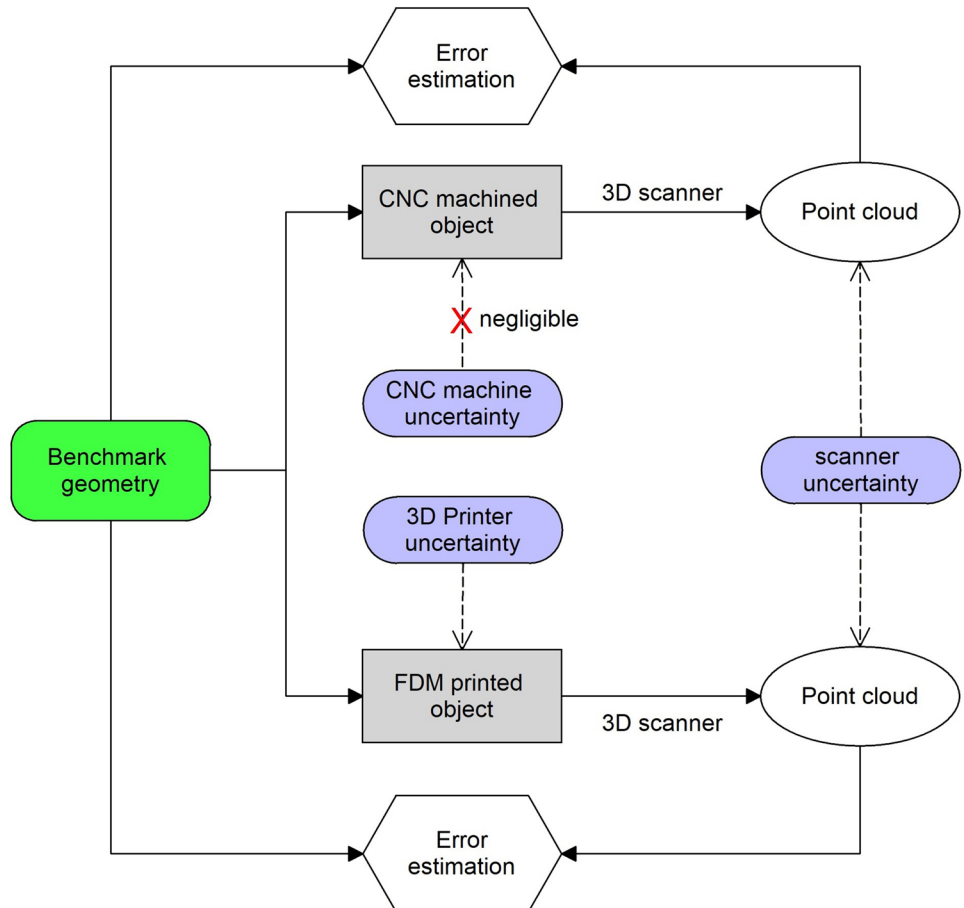 Error
estimation
CNC machined
object
3D scanner
Point cloud
X negligible
CNC machine
uncertainty
Benchmark
geometry
scanner
uncertainty
3D Printer
uncertainty
FDM printed
object
3D scanner
Point cloud
Error
estimation